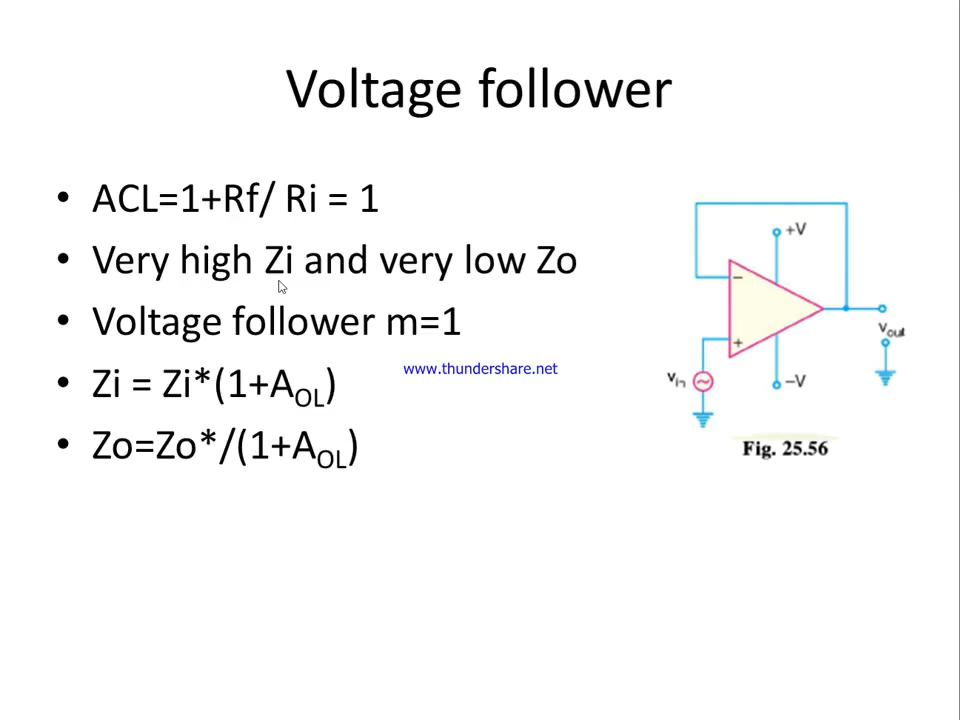 Voltage follower
• ACL=1+Rf/ Ri = 1
• Very high Zi and very low Zo
• Voltage follower m=1
• Zi = Zi*(1+AOL)
• Zo=Zo*/(1+AOL)
www.thundershare.net
+V
−
+
−V
vin
vout
Fig. 25.56